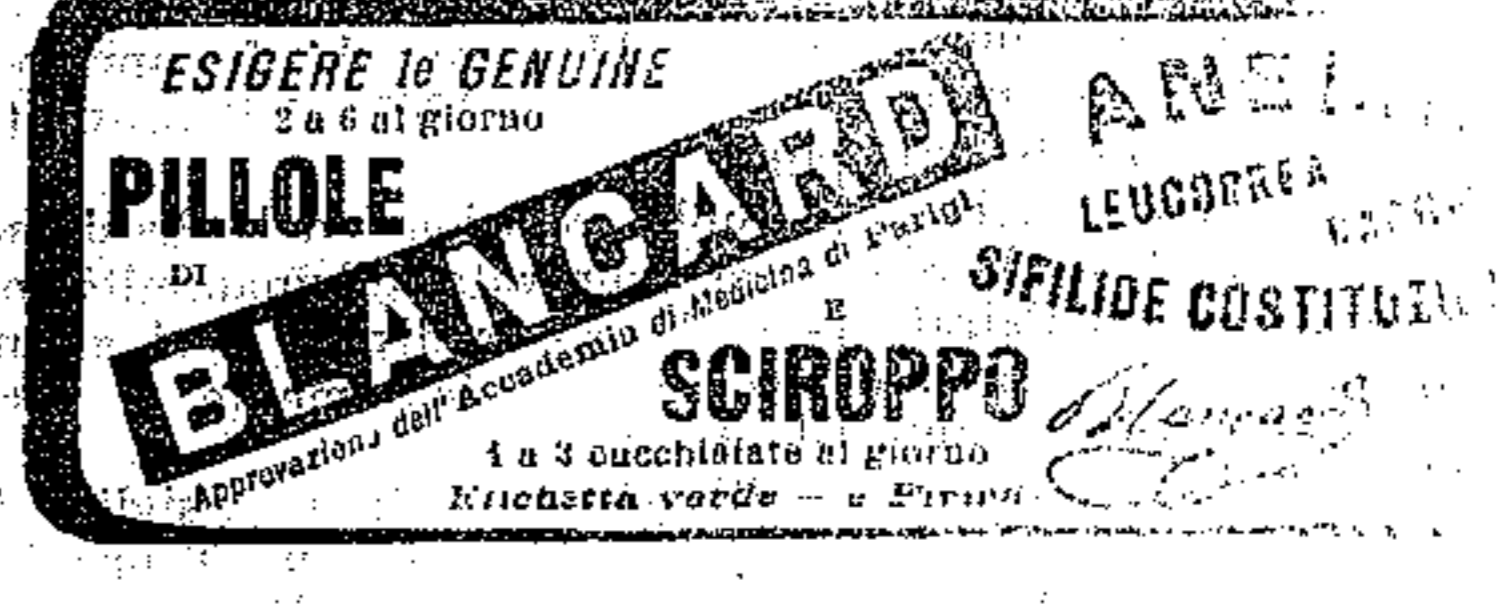 ESIGERE le GENUINE
2 a 6 al giorno
PILLOLE
DI
BLANCARD
Approvazione dell'Accademia di Medicina di Parigi
E
SCIROPPO
1 a 3 cucchiaiate al giorno
Etichetta verde — e Firma
LEUCORREA
SIFILIDE
Blancard